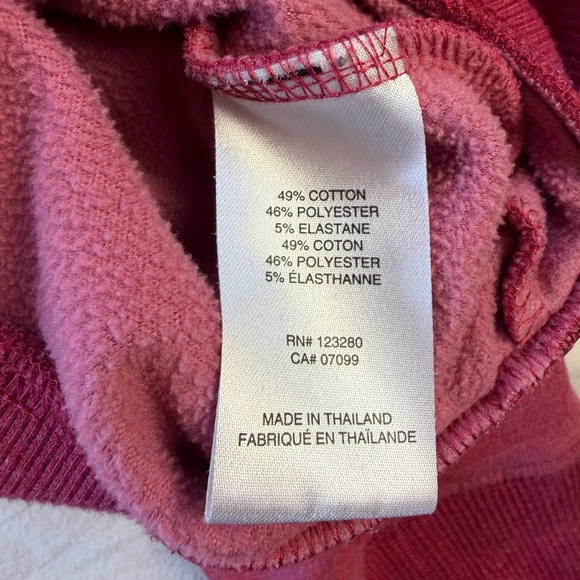 49% COTTON
46% POLYESTER
5% ELASTANE
49% COTON
46% POLYESTER
5% ÉLASTHANNE
RN# 123280
CA# 07099
MADE IN THAILAND
FABRIQUÉ EN THAÏLANDE